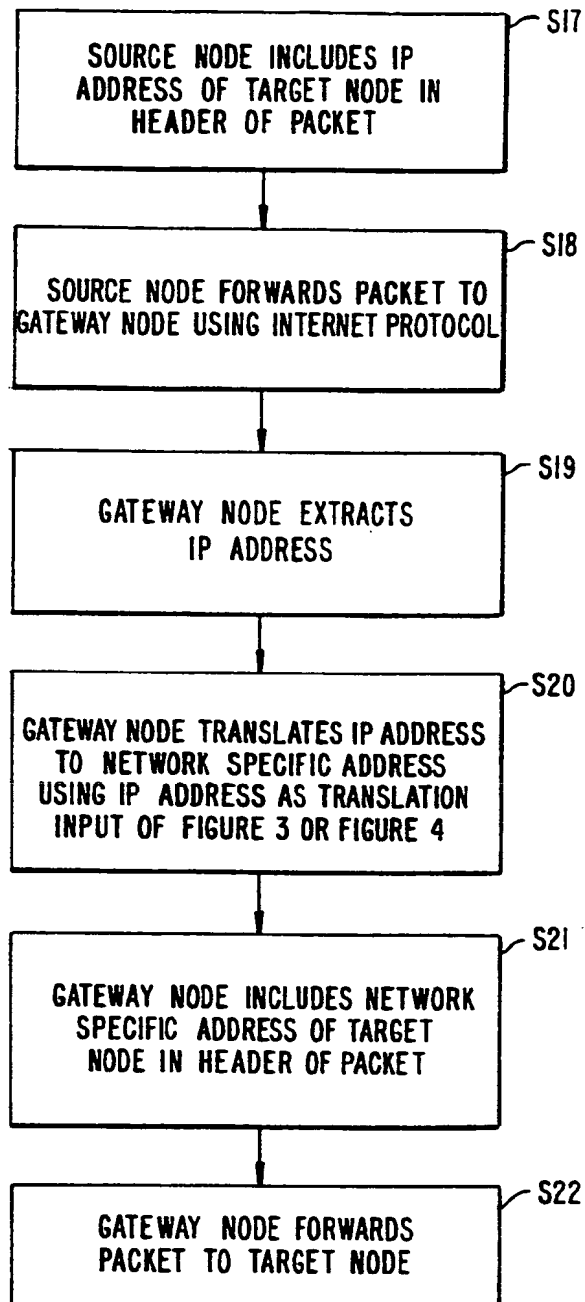 S17
SOURCE NODE INCLUDES IP
ADDRESS OF TARGET NODE IN
HEADER OF PACKET
S18
SOURCE NODE FORWARDS PACKET TO
GATEWAY NODE USING INTERNET PROTOCOL
S19
GATEWAY NODE EXTRACTS
IP ADDRESS
S20
GATEWAY NODE TRANSLATES IP ADDRESS
TO NETWORK SPECIFIC ADDRESS
USING IP ADDRESS AS TRANSLATION
INPUT OF FIGURE 3 OR FIGURE 4
S21
GATEWAY NODE INCLUDES NETWORK
SPECIFIC ADDRESS OF TARGET
NODE IN HEADER OF PACKET
S22
GATEWAY NODE FORWARDS
PACKET TO TARGET NODE